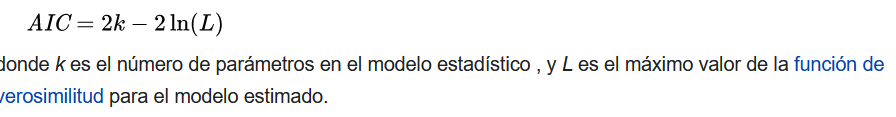 AIC = 2k − 2 ln(L)
donde k es el número de parámetros en el modelo estadístico , y L es el máximo valor de la función de
verosimilitud para el modelo estimado.